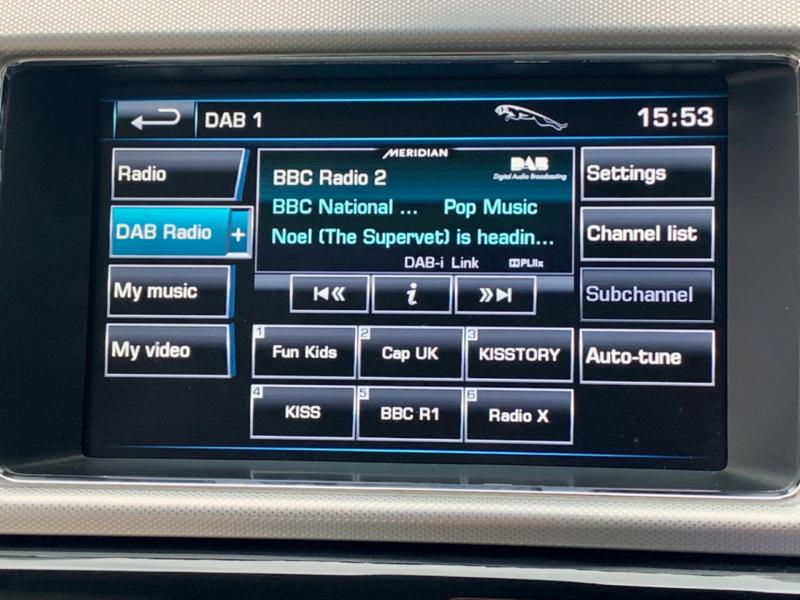 DAB 1
15:53
Radio
DAB Radio +
My music
My video
MERIDIAN
DAB
Digital Audio Broadcasting
BBC Radio 2
BBC National ... Pop Music
Noel (The Supervet) is headin...
DAB-i Link PLIIx
i
Settings
Channel list
Subchannel
Auto-tune
1 Fun Kids
2 Cap UK
3 KISSTORY
4 KISS
5 BBC R1
6 Radio X